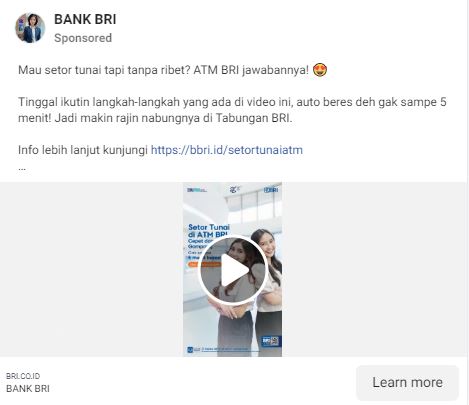 BANK BRI
Sponsored
Mau setor tunai tapi tanpa ribet? ATM BRI jawabannya! 😍
Tinggal ikutin langkah-langkah yang ada di video ini, auto beres deh gak sampe 5
menit! Jadi makin rajin nabungnya di Tabungan BRI.
Info lebih lanjut kunjungi https://bbri.id/setortunaiatm
...
BRI
Setor Tunai
di ATM BRI
Cepet dan
Gampang
BRI.CO.ID
BANK BRI
Learn more